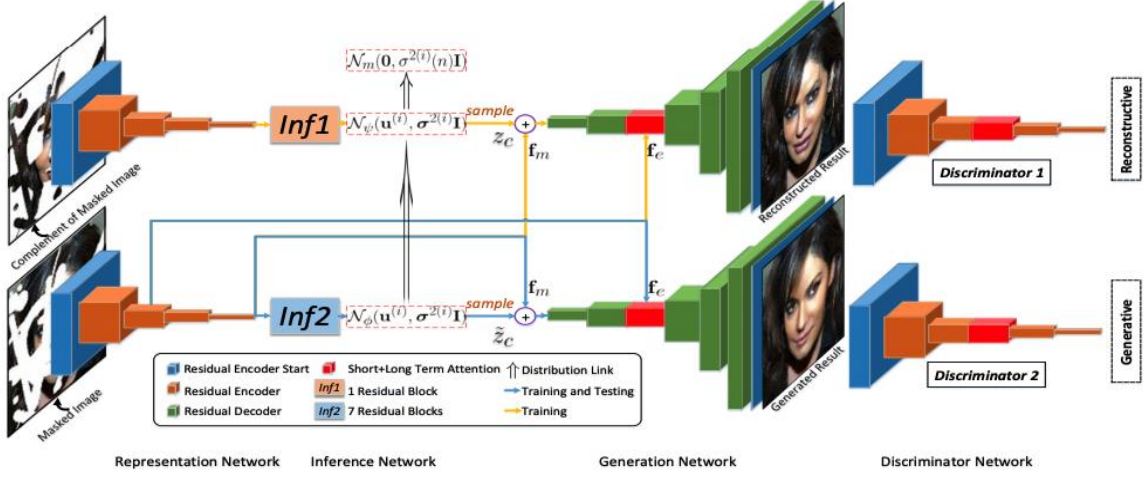 𝒩m(𝟎, σ²⁽ⁱ⁾(n)𝐈)
Complement of Masked Image
Inf1
𝒩ψ(𝐮⁽ⁱ⁾, 𝛔²⁽ⁱ⁾𝐈)
sample
z_c
+
f_m
f_e
Reconstructed Result
Discriminator 1
Reconstructive
Masked Image
Inf2
𝒩ϕ(𝐮⁽ⁱ⁾, 𝛔²⁽ⁱ⁾𝐈)
sample
z̃_c
+
f_m
f_e
Generated Result
Discriminator 2
Generative
Residual Encoder Start
Short+Long Term Attention
Distribution Link
Residual Encoder
Inf1 1 Residual Block
Training and Testing
Residual Decoder
Inf2 7 Residual Blocks
Training
Representation Network
Inference Network
Generation Network
Discriminator Network